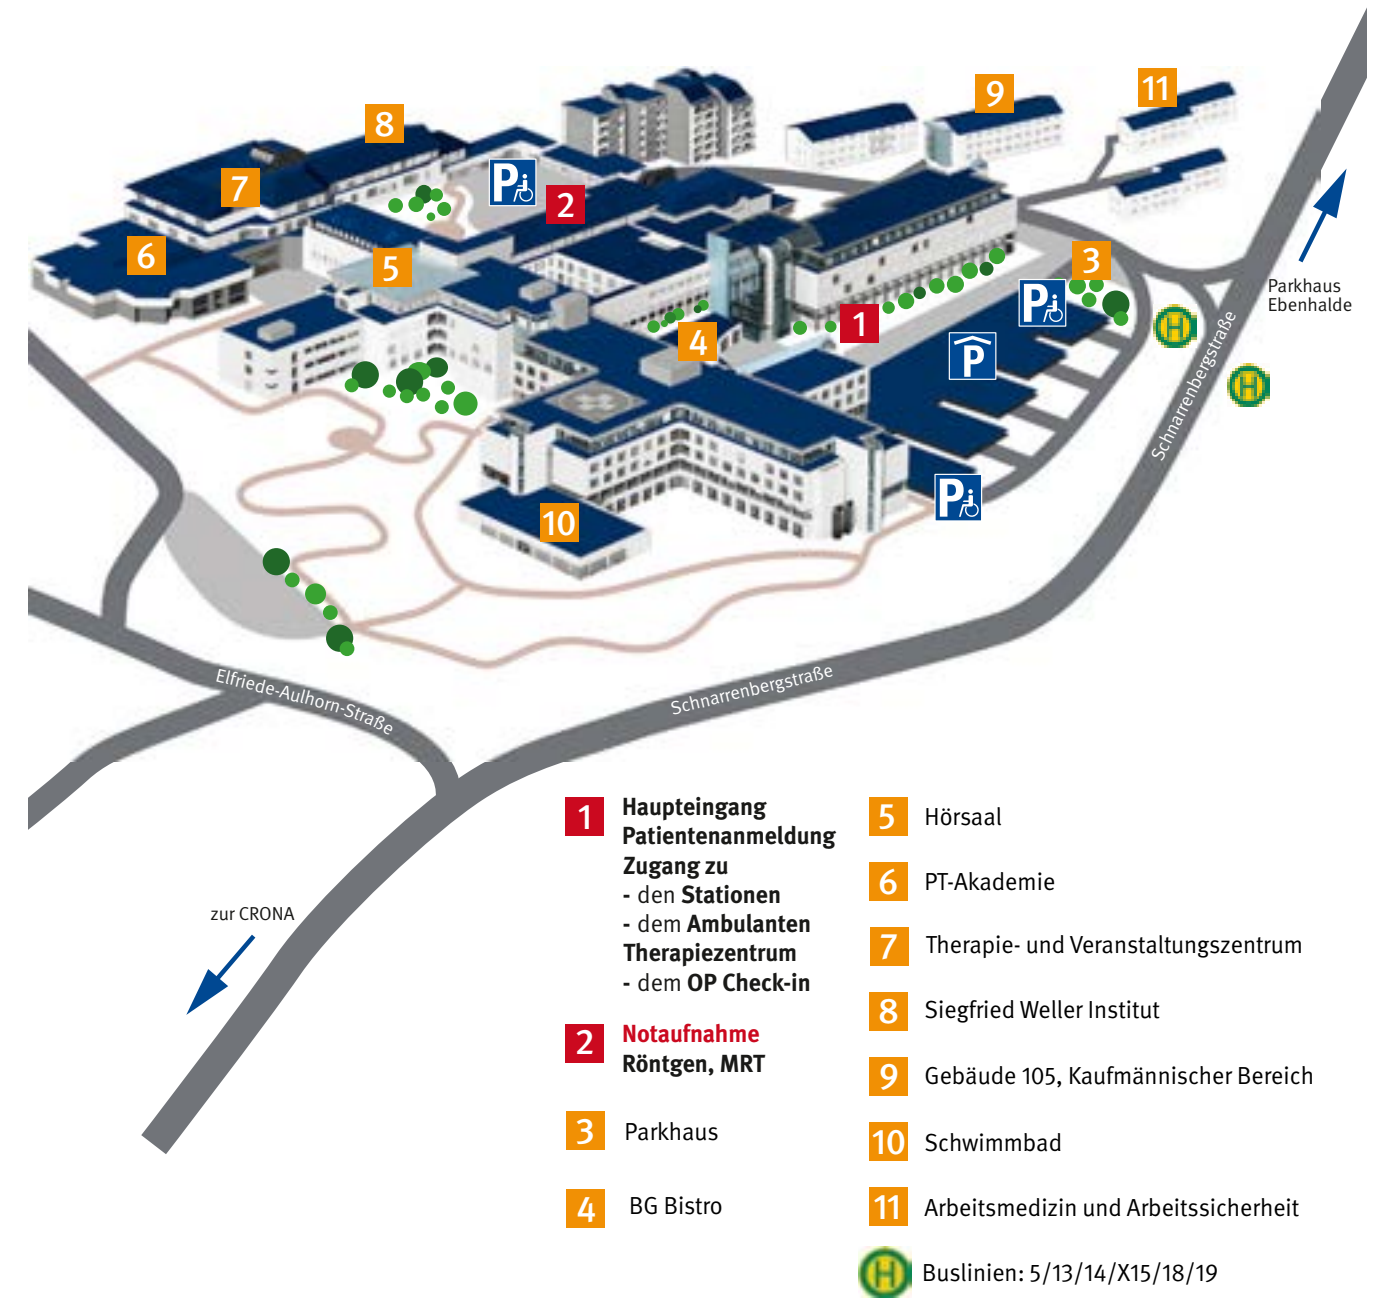 11
9
8
P
7
2
6
5
3
Parkhaus
Ebenhalde
P
1
H
4
P
H
Schnarrenbergstraße
P
10
Elfriede-Aulhorn-Straße
Schnarrenbergstraße
zur CRONA
1 Haupteingang
Patientenanmeldung
Zugang zu
- den Stationen
- dem Ambulanten
Therapiezentrum
- dem OP Check-in
2 Notaufnahme
Röntgen, MRT
3 Parkhaus
4 BG Bistro
5 Hörsaal
6 PT-Akademie
7 Therapie- und Veranstaltungszentrum
8 Siegfried Weller Institut
9 Gebäude 105, Kaufmännischer Bereich
10 Schwimmbad
11 Arbeitsmedizin und Arbeitssicherheit
H Buslinien: 5/13/14/X15/18/19